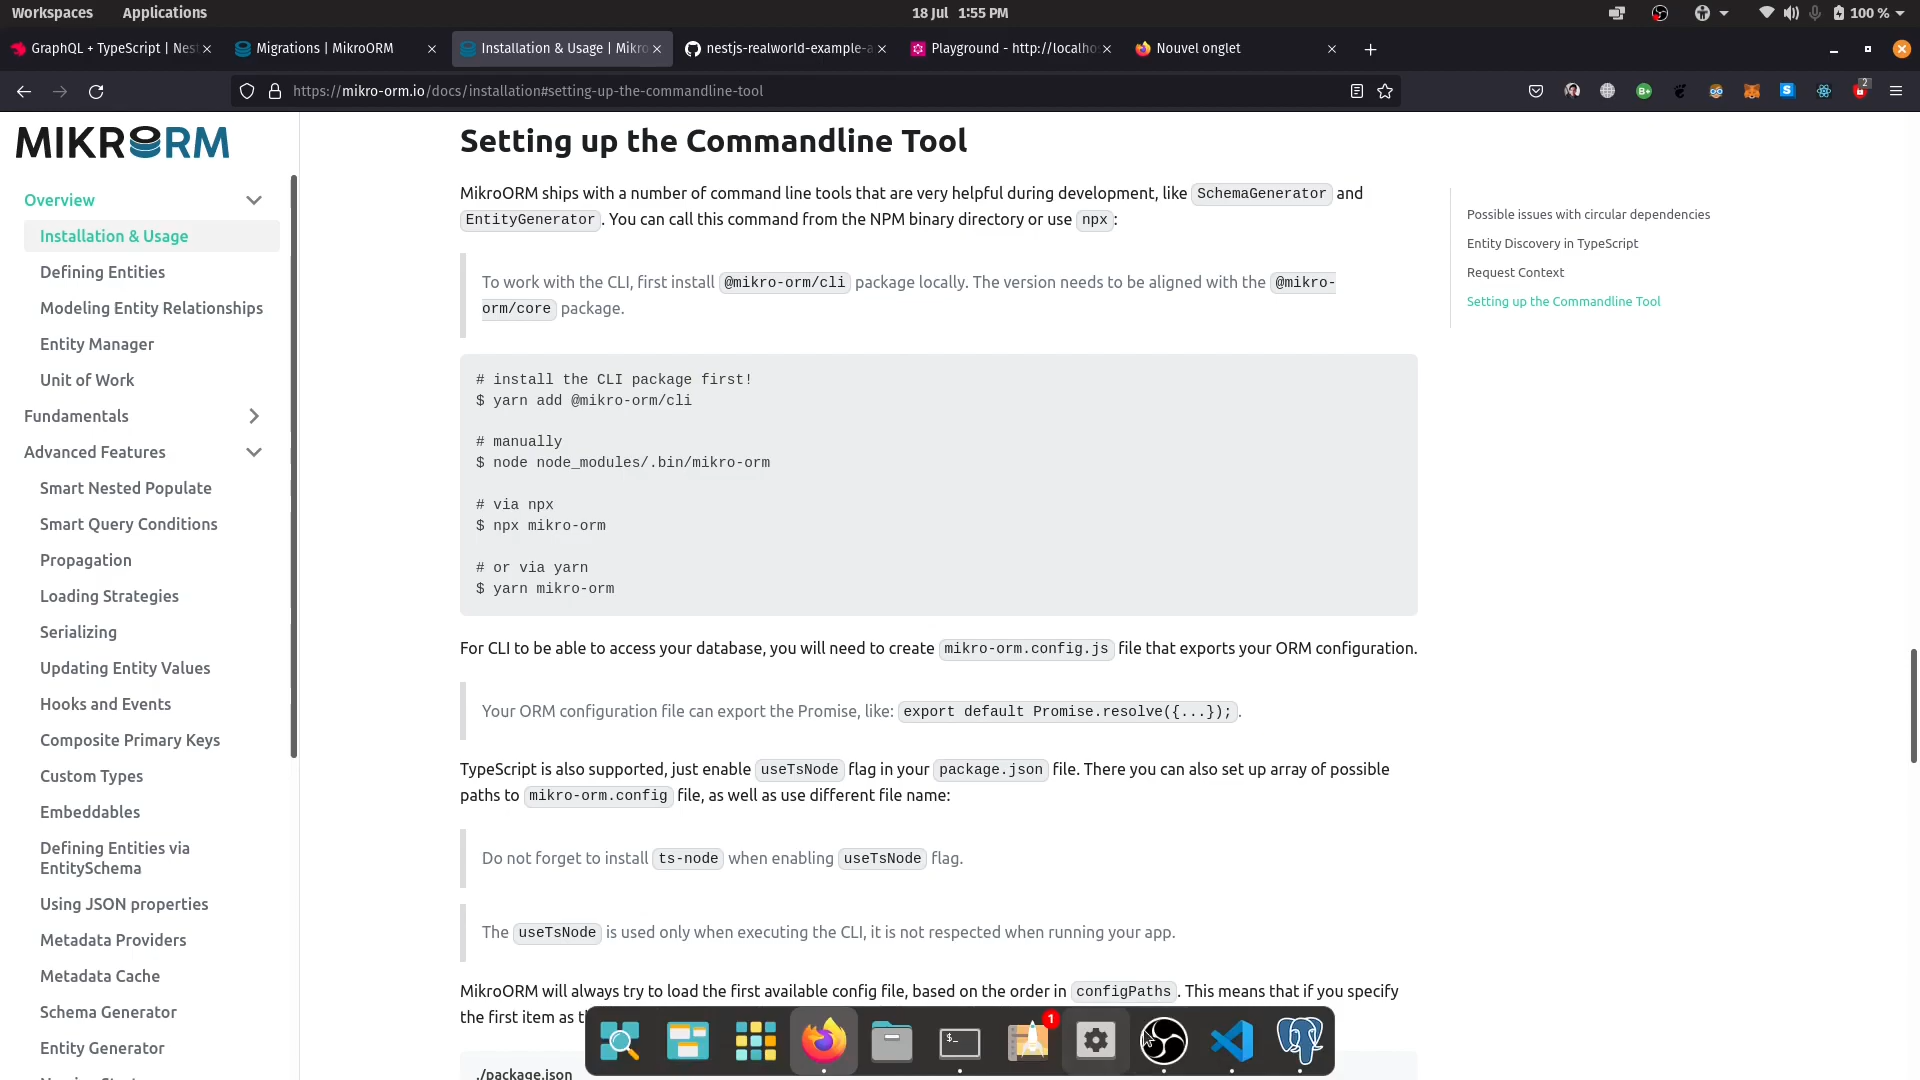 Workspaces Applications 18 Jul 1:55 PM 100 %
GraphQL + TypeScript | Nes
Migrations | MikroORM
Installation & Usage | Mikro
nestjs-realworld-example-a
Playground - http://localho
Nouvel onglet
https://mikro-orm.io/docs/installation#setting-up-the-commandline-tool
2
MIKRORM
Overview
Installation & Usage
Defining Entities
Modeling Entity Relationships
Entity Manager
Unit of Work
Fundamentals
Advanced Features
Smart Nested Populate
Smart Query Conditions
Propagation
Loading Strategies
Serializing
Updating Entity Values
Hooks and Events
Composite Primary Keys
Custom Types
Embeddables
Defining Entities via
EntitySchema
Using JSON properties
Metadata Providers
Metadata Cache
Schema Generator
Entity Generator
Setting up the Commandline Tool
MikroORM ships with a number of command line tools that are very helpful during development, like SchemaGenerator and
EntityGenerator. You can call this command from the NPM binary directory or use npx:
To work with the CLI, first install @mikro-orm/cli package locally. The version needs to be aligned with the @mikro-
orm/core package.
# install the CLI package first!
$ yarn add @mikro-orm/cli
# manually
$ node node_modules/.bin/mikro-orm
# via npx
$ npx mikro-orm
# or via yarn
$ yarn mikro-orm
For CLI to be able to access your database, you will need to create mikro-orm.config.js file that exports your ORM configuration.
Your ORM configuration file can export the Promise, like: export default Promise.resolve({...});.
TypeScript is also supported, just enable useTsNode flag in your package.json file. There you can also set up array of possible
paths to mikro-orm.config file, as well as use different file name:
Do not forget to install ts-node when enabling useTsNode flag.
The useTsNode is used only when executing the CLI, it is not respected when running your app.
MikroORM will always try to load the first available config file, based on the order in configPaths. This means that if you specify
the first item as t
./package.json
Possible issues with circular dependencies
Entity Discovery in TypeScript
Request Context
Setting up the Commandline Tool
1